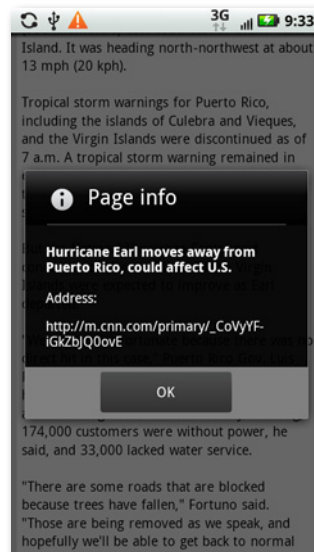 3G
9:33
Island. It was heading north-northwest at about
13 mph (20 kph).
Tropical storm warnings for Puerto Rico,
including the islands of Culebra and Vieques,
and the Virgin Islands were discontinued as of
7 a.m. A tropical storm warning remained in
Page info
Hurricane Earl moves away from
Puerto Rico, could affect U.S.
Address:
http://m.cnn.com/primary/_CoVyYF-
iGkZbJQ0ovE
OK
174,000 customers were without power, he
said, and 33,000 lacked water service.
"There are some roads that are blocked
because trees have fallen," Fortuno said.
"Those are being removed as we speak, and
hopefully we'll be able to get back to normal